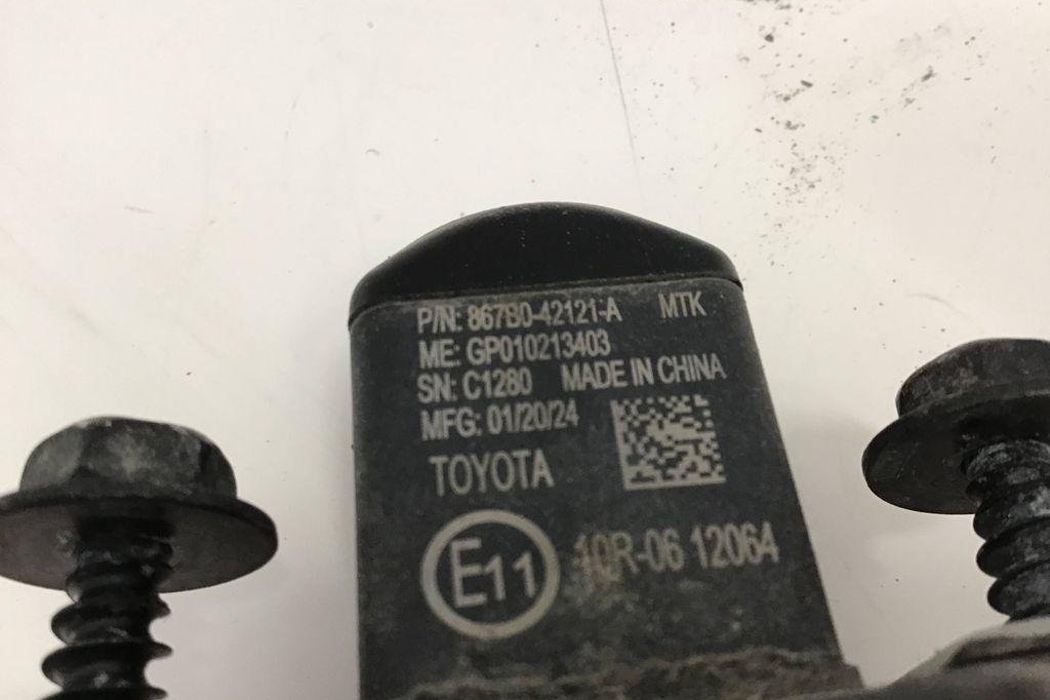 P/N: 867B0-42121-A MTK
ME: GP010213403
SN: C1280 MADE IN CHINA
MFG: 01/20/24
TOYOTA
E11 10R-06 12064